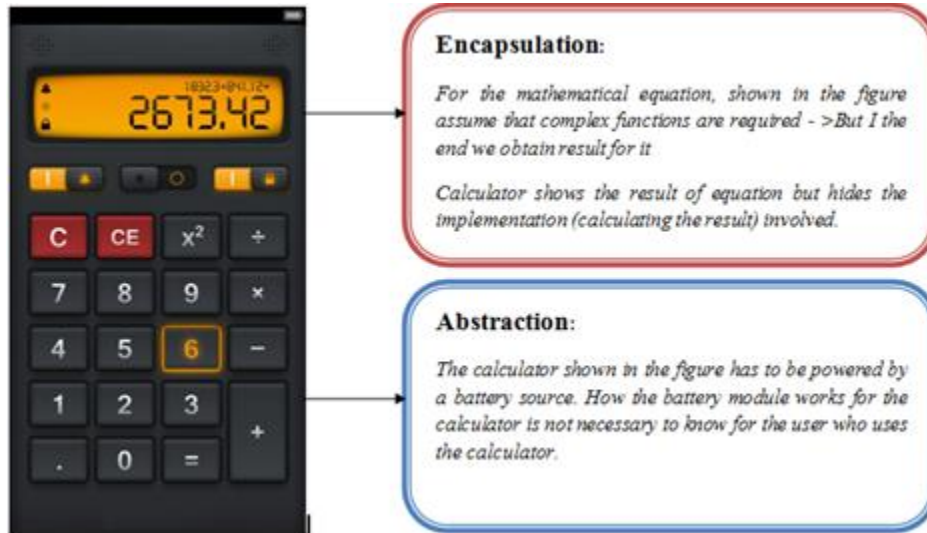 1832.3+841.12=
2673.42
C CE x² ÷
7 8 9 ×
4 5 6 −
1 2 3 +
. 0 =
Encapsulation:
For the mathematical equation, shown in the figure
assume that complex functions are required - >But I the
end we obtain result for it
Calculator shows the result of equation but hides the
implementation (calculating the result) involved.
Abstraction:
The calculator shown in the figure has to be powered by
a battery source. How the battery module works for the
calculator is not necessary to know for the user who uses
the calculator.